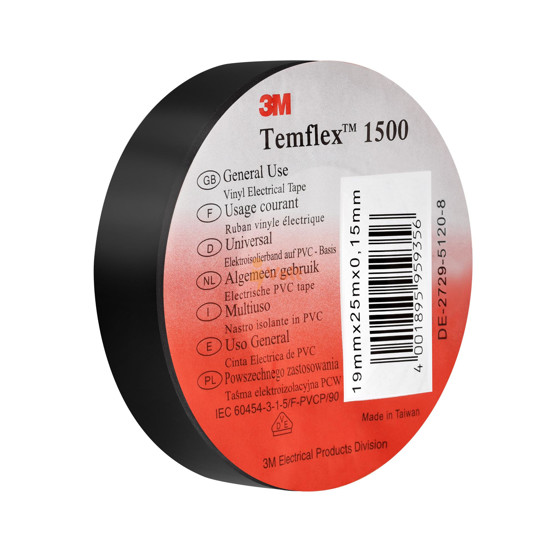 3M
Temflex™ 1500
GB General Use
Vinyl Electrical Tape
F Usage courant
Ruban vinyle électrique
D Universal
Elektroisolierband auf PVC - Basis
NL Algemeen gebruik
Electrische PVC tape
I Multiuso
Nastro isolante in PVC
E Uso General
Cinta Electrica de PVC
PL Powszechnego zastosowania
Taśma elektroizolacyjna PCW
IEC 60454-3-1-5/F-PVCP/90
VDE
3M Electrical Products Division
Made in Taiwan
19mmx25mx0,15mm
4 001895 959356
DE-2729-5120-8